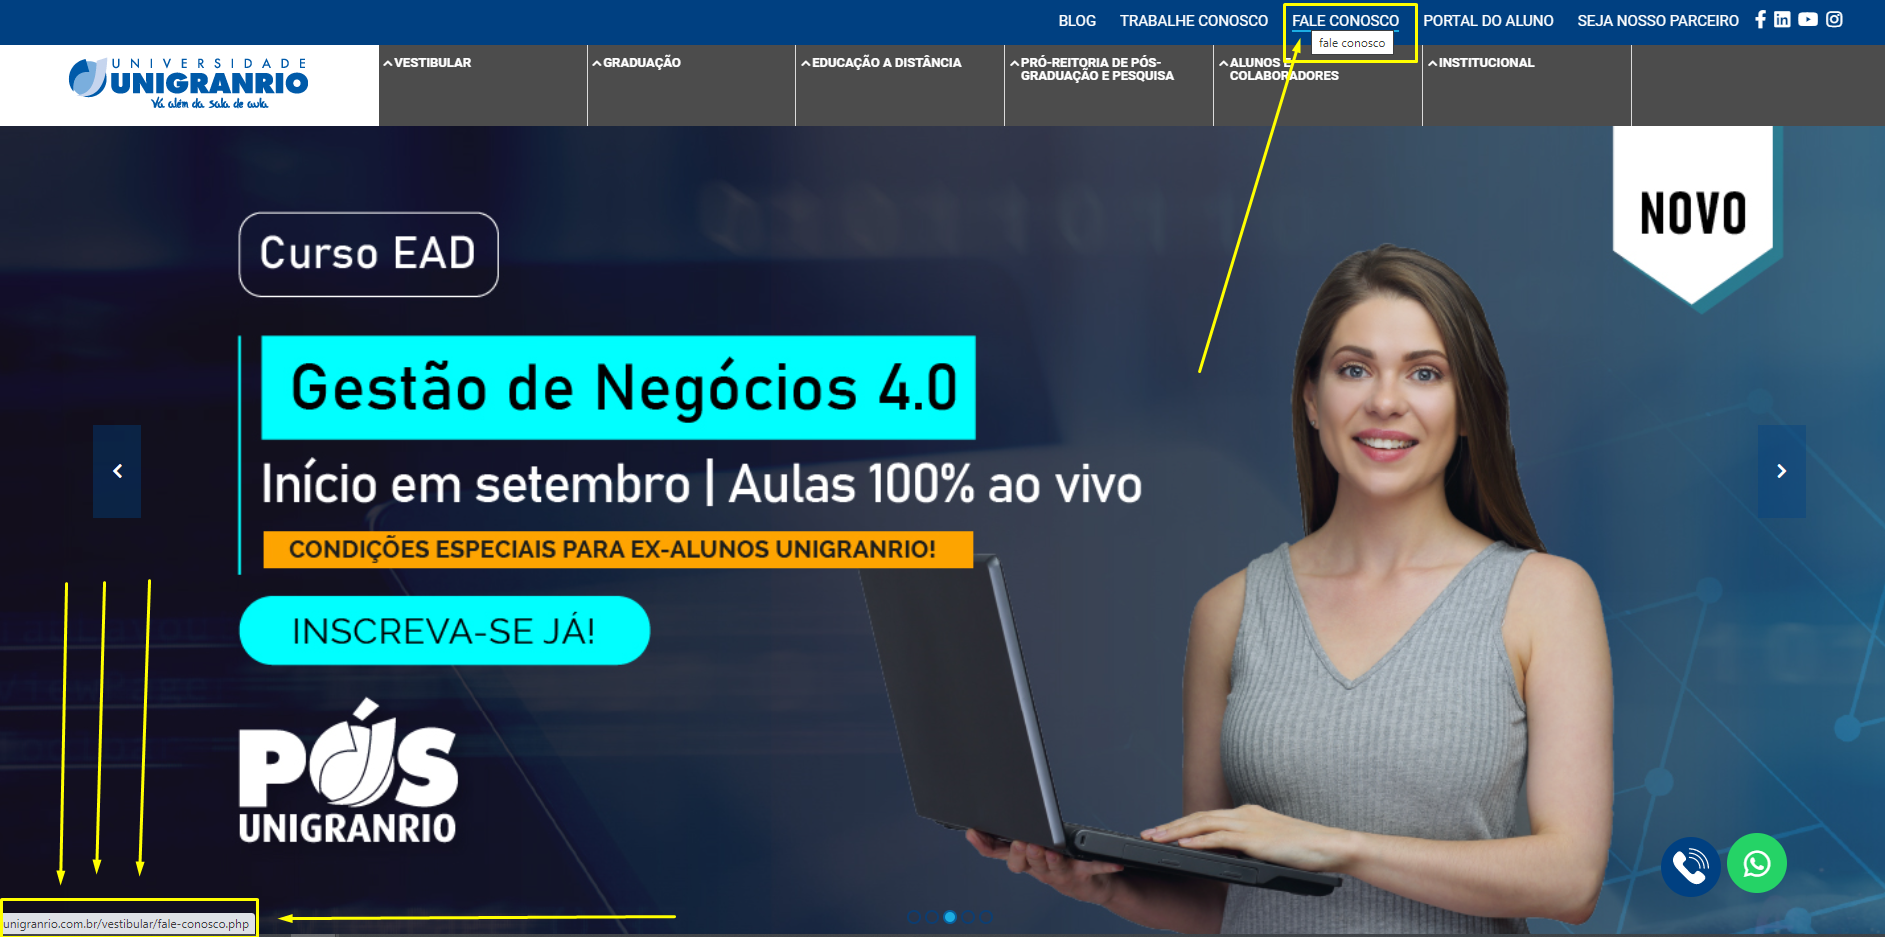 BLOG TRABALHE CONOSCO FALE CONOSCO PORTAL DO ALUNO SEJA NOSSO PARCEIRO
fale conosco
UNIVERSIDADE
UNIGRANRIO
Vá além da sala de aula
VESTIBULAR
GRADUAÇÃO
EDUCAÇÃO A DISTÂNCIA
PRÓ-REITORIA DE PÓS-
GRADUAÇÃO E PESQUISA
ALUNOS E
COLABORADORES
INSTITUCIONAL
NOVO
Curso EAD
Gestão de Negócios 4.0
Início em setembro | Aulas 100% ao vivo
CONDIÇÕES ESPECIAIS PARA EX-ALUNOS UNIGRANRIO!
INSCREVA-SE JÁ!
PÓS
UNIGRANRIO
unigranrio.com.br/vestibular/fale-conosco.php